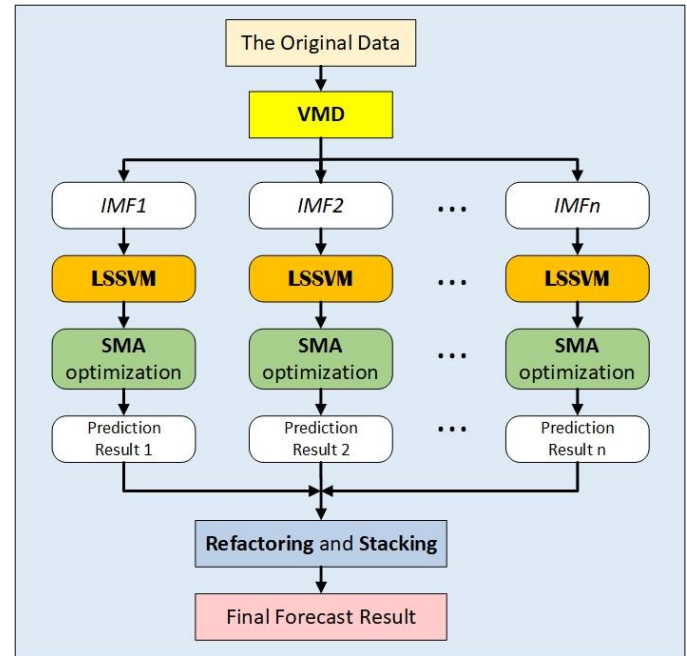 The Original Data
VMD
IMF1 IMF2 ... IMFn
LSSVM LSSVM ... LSSVM
SMA optimization SMA optimization ... SMA optimization
Prediction Result 1 Prediction Result 2 ... Prediction Result n
Refactoring and Stacking
Final Forecast Result